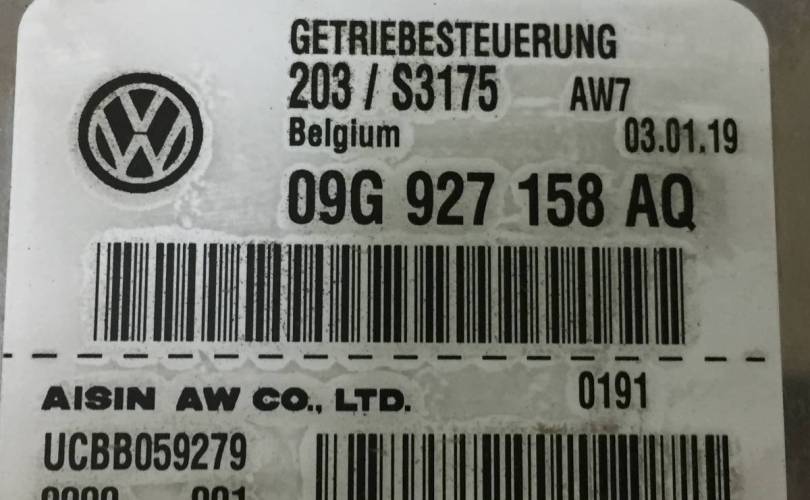 GETRIEBESTEUERUNG
203 / S3175 AW7
Belgium 03.01.19
09G 927 158 AQ
AISIN AW CO., LTD. 0191
UCBB059279